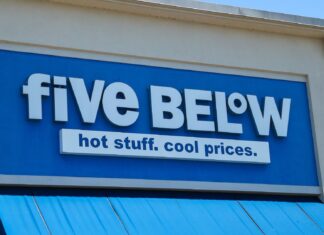 five BELOW
hot stuff. cool prices.